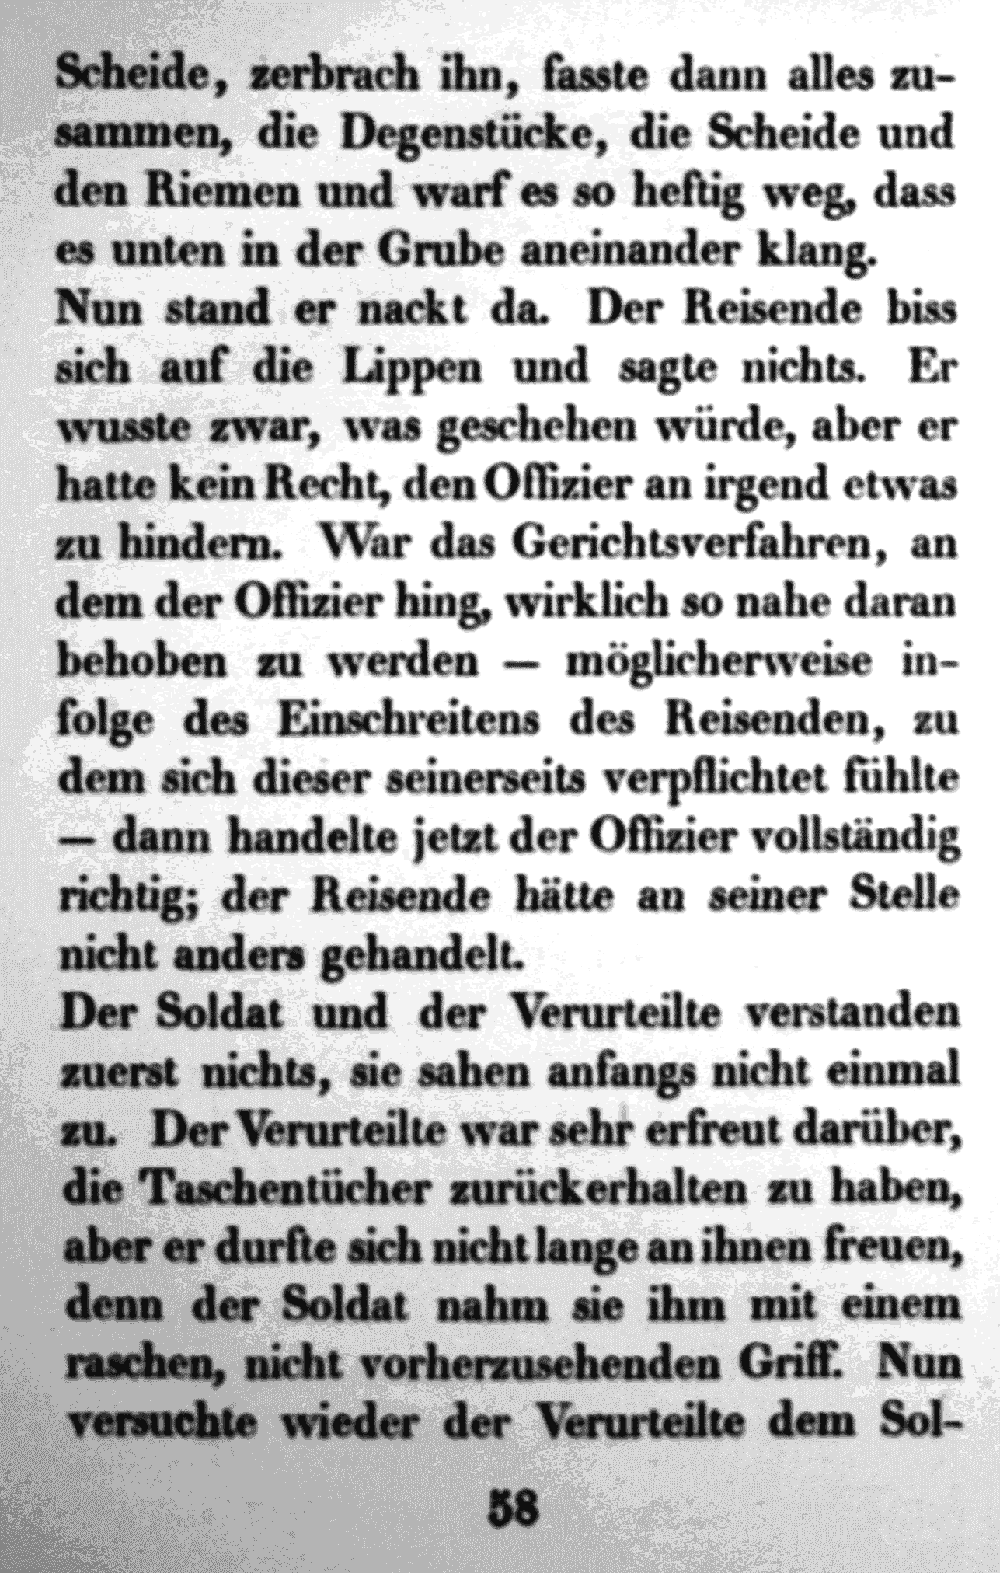 Scheide, zerbrach ihn, fasste dann alles zu-
sammen, die Degenstücke, die Scheide und
den Riemen und warf es so heftig weg, dass
es unten in der Grube aneinander klang.
Nun stand er nackt da. Der Reisende biss
sich auf die Lippen und sagte nichts. Er
wusste zwar, was geschehen würde, aber er
hatte kein Recht, den Offizier an irgend etwas
zu hindern. War das Gerichtsverfahren, an
dem der Offizier hing, wirklich so nahe daran
behoben zu werden — möglicherweise in-
folge des Einschreitens des Reisenden, zu
dem sich dieser seinerseits verpflichtet fühlte
— dann handelte jetzt der Offizier vollständig
richtig; der Reisende hätte an seiner Stelle
nicht anders gehandelt.
Der Soldat und der Verurteilte verstanden
zuerst nichts, sie sahen anfangs nicht einmal
zu. Der Verurteilte war sehr erfreut darüber,
die Taschentücher zurückerhalten zu haben,
aber er durfte sich nicht lange an ihnen freuen,
denn der Soldat nahm sie ihm mit einem
raschen, nicht vorherzusehenden Griff. Nun
versuchte wieder der Verurteilte dem Sol-
58